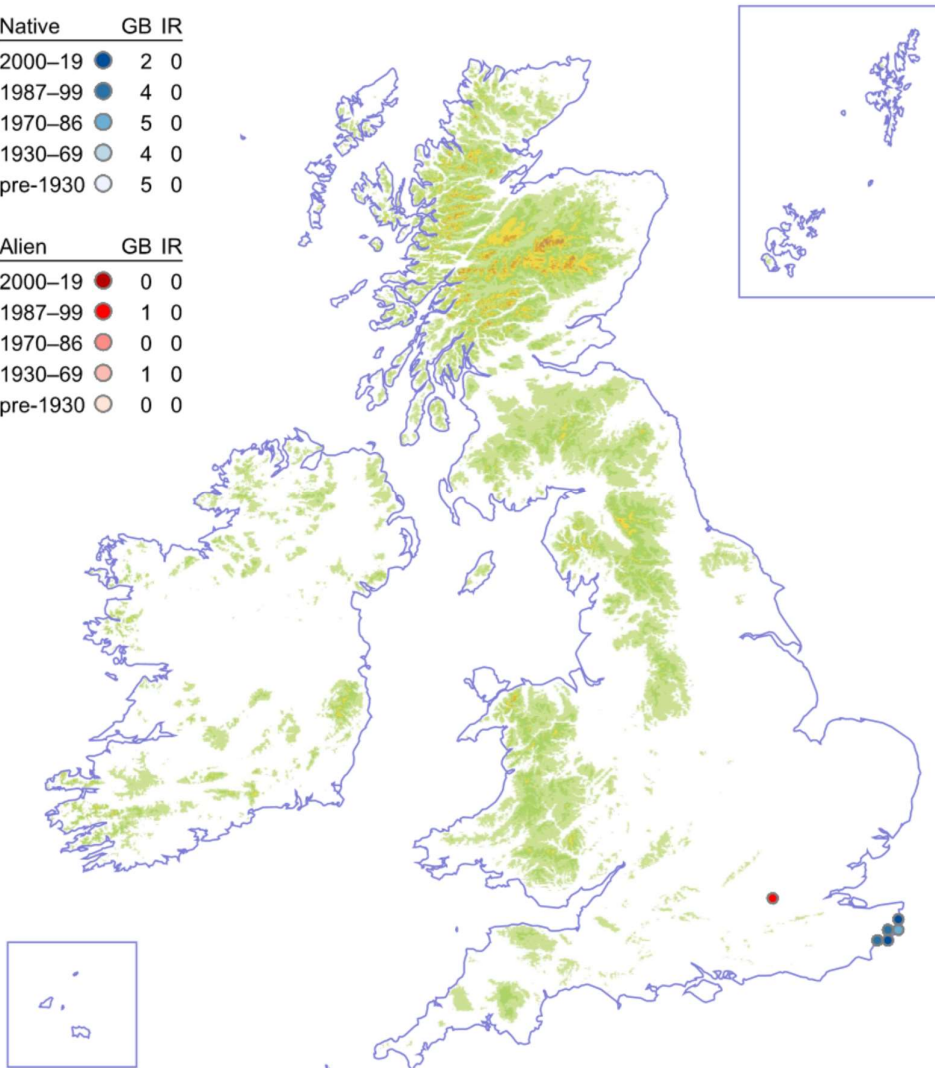 Native GB IR
2000–19 2 0
1987–99 4 0
1970–86 5 0
1930–69 4 0
pre-1930 5 0
Alien GB IR
2000–19 0 0
1987–99 1 0
1970–86 0 0
1930–69 1 0
pre-1930 0 0